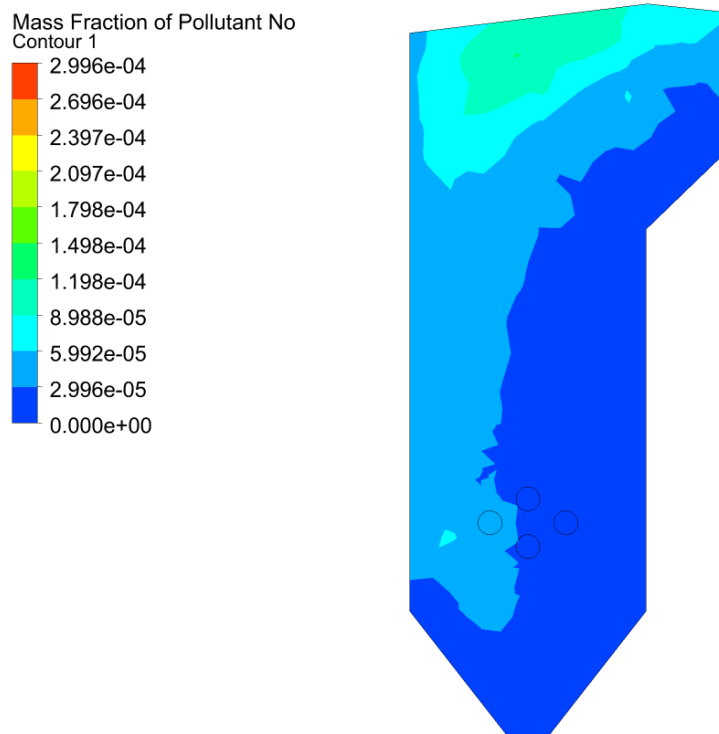 Mass Fraction of Pollutant No
Contour 1
2.996e-04
2.696e-04
2.397e-04
2.097e-04
1.798e-04
1.498e-04
1.198e-04
8.988e-05
5.992e-05
2.996e-05
0.000e+00